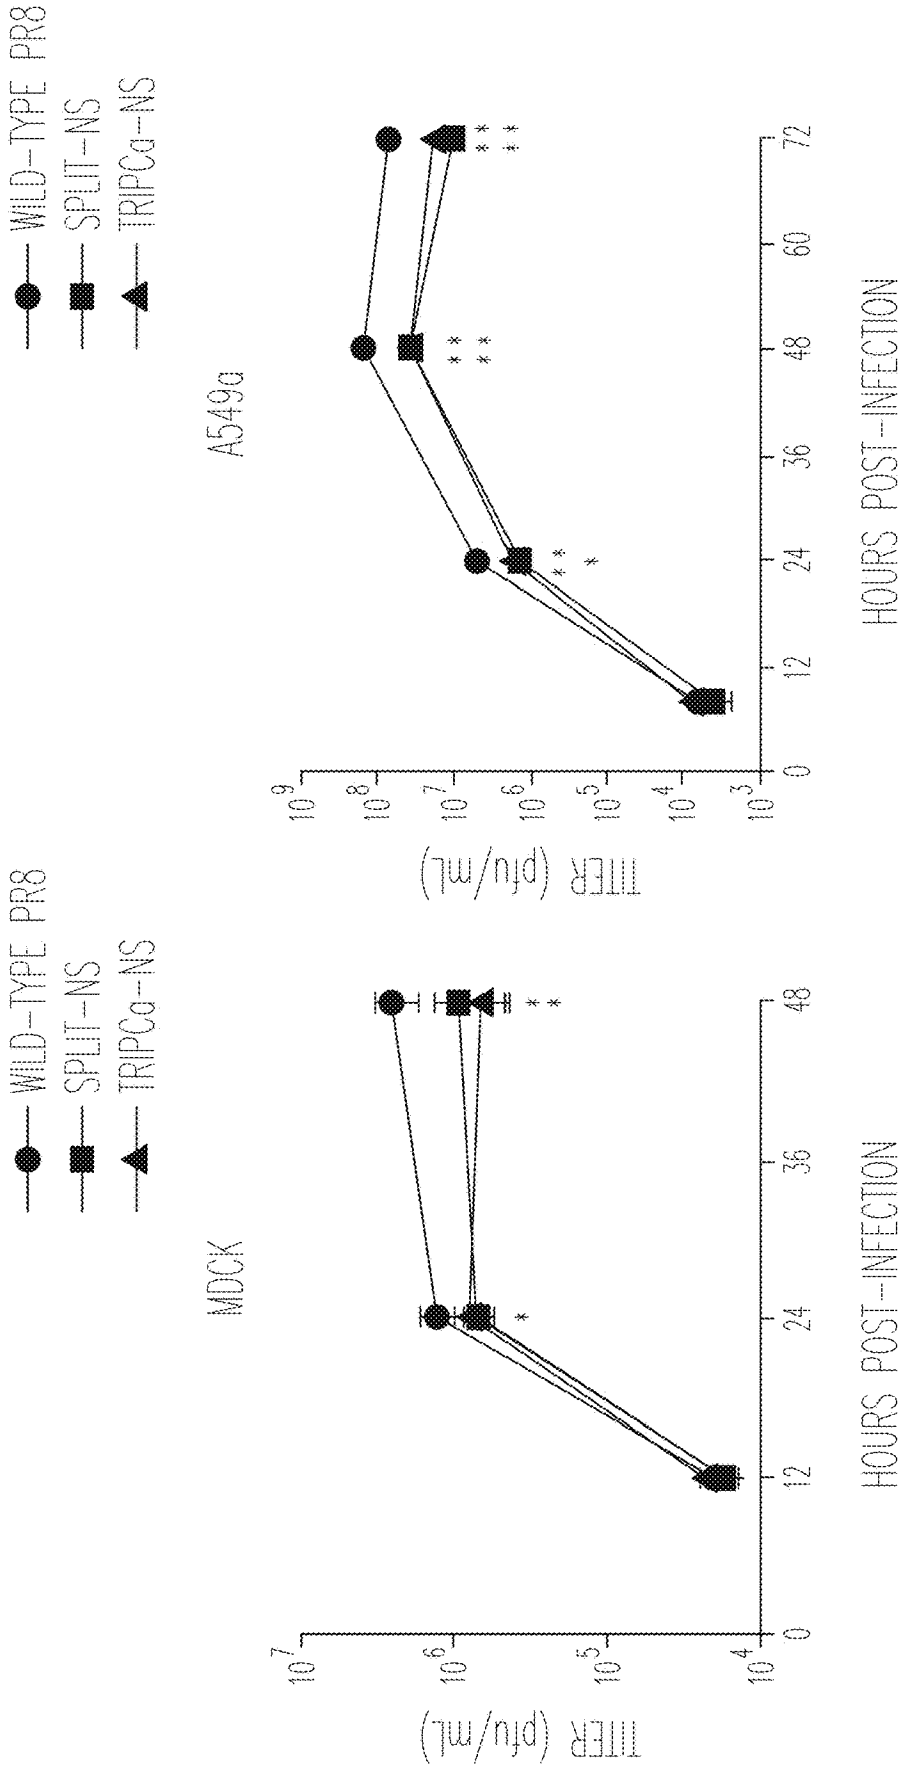 WILD-TYPE PR8
SPLIT-NS
TRIPCa-NS
MDCK
TITER (pfu/mL)
10^7
10^6
10^5
10^4
0 12 24 36 48
*
* *
HOURS POST-INFECTION
WILD-TYPE PR8
SPLIT-NS
TRIPCa-NS
A549a
TITER (pfu/mL)
10^9
10^8
10^7
10^6
10^5
10^4
10^3
0 12 24 36 48 60 72
**
*
**
**
**
**
HOURS POST-INFECTION